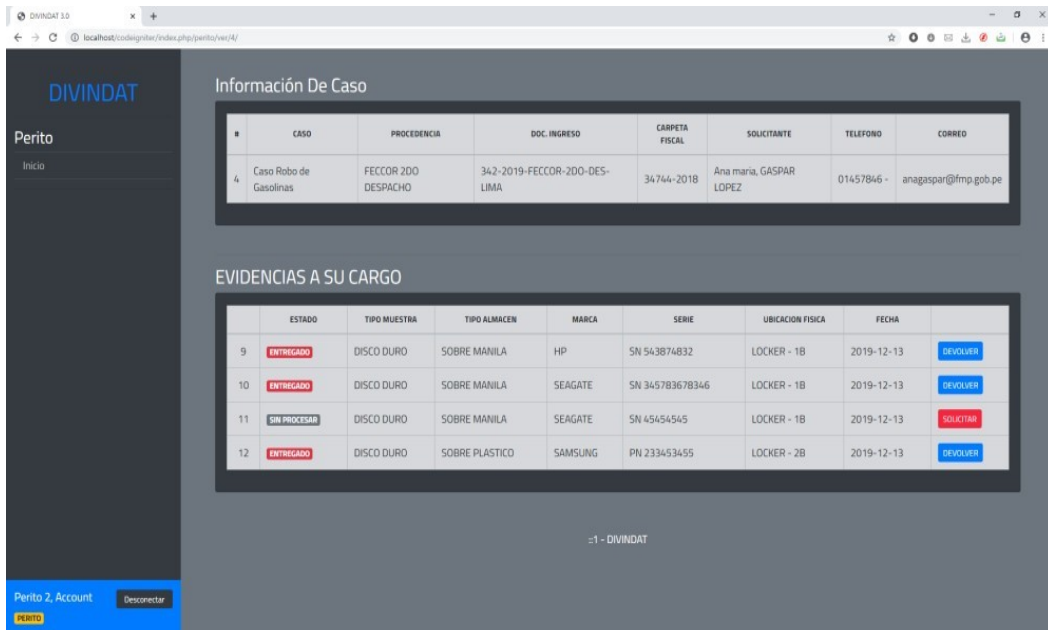 DIVINDAT 3.0
localhost/codeigniter/index.php/perito/ver/4/
DIVINDAT
Perito
Inicio
Información De Caso
# CASO PROCEDENCIA DOC. INGRESO CARPETA FISCAL SOLICITANTE TELEFONO CORREO
4 Caso Robo de Gasolinas FECCOR 2DO DESPACHO 342-2019-FECCOR-2DO-DES-LIMA 34744-2018 Ana maria, GASPAR LOPEZ 01457846 - anagaspar@fmp.gob.pe
EVIDENCIAS A SU CARGO
ESTADO TIPO MUESTRA TIPO ALMACEN MARCA SERIE UBICACION FISICA FECHA
9 ENTREGADO DISCO DURO SOBRE MANILA HP SN 543874832 LOCKER - 1B 2019-12-13 DEVOLVER
10 ENTREGADO DISCO DURO SOBRE MANILA SEAGATE SN 345783678346 LOCKER - 1B 2019-12-13 DEVOLVER
11 SIN PROCESAR DISCO DURO SOBRE MANILA SEAGATE SN 45454545 LOCKER - 1B 2019-12-13 SOLICITAR
12 ENTREGADO DISCO DURO SOBRE PLASTICO SAMSUNG PN 233453455 LOCKER - 2B 2019-12-13 DEVOLVER
::1 - DIVINDAT
Perito 2, Account Desconectar
PERITO